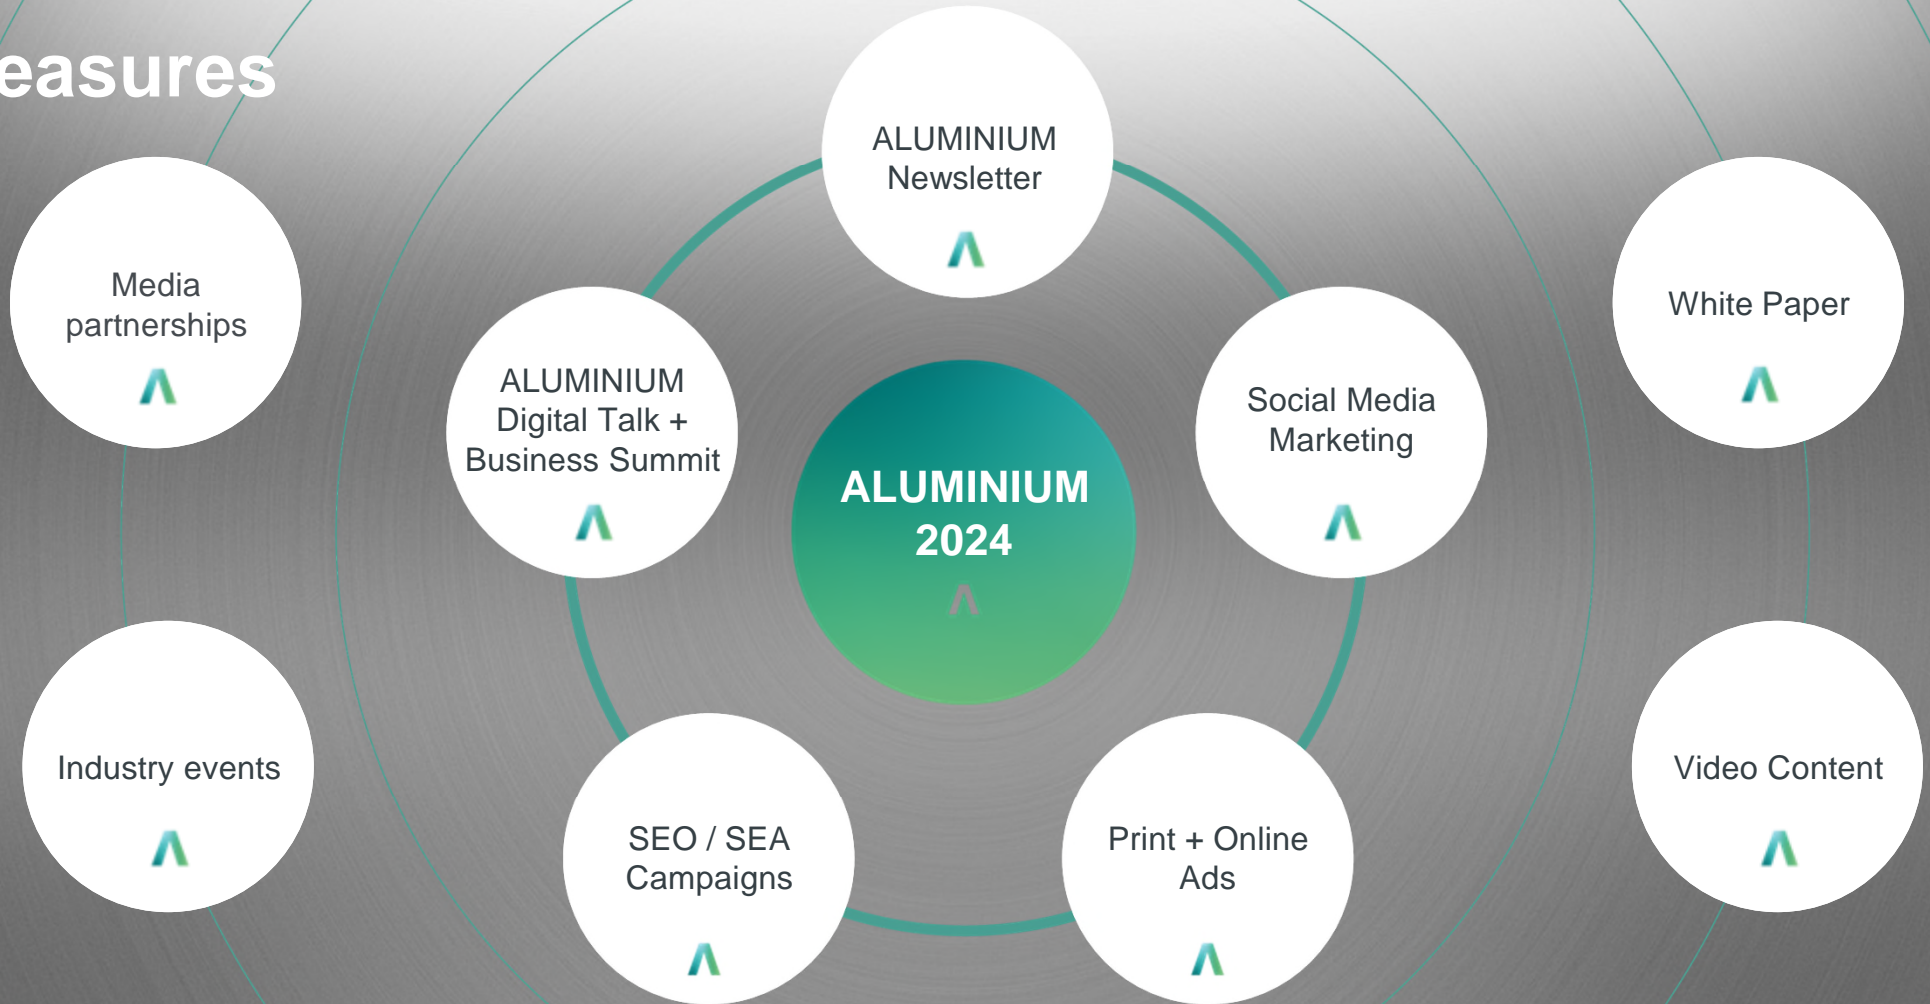 easures
ALUMINIUM
Newsletter
Media
partnerships
White Paper
ALUMINIUM
Digital Talk +
Business Summit
Social Media
Marketing
ALUMINIUM
2024
Industry events
Video Content
SEO / SEA
Campaigns
Print + Online
Ads